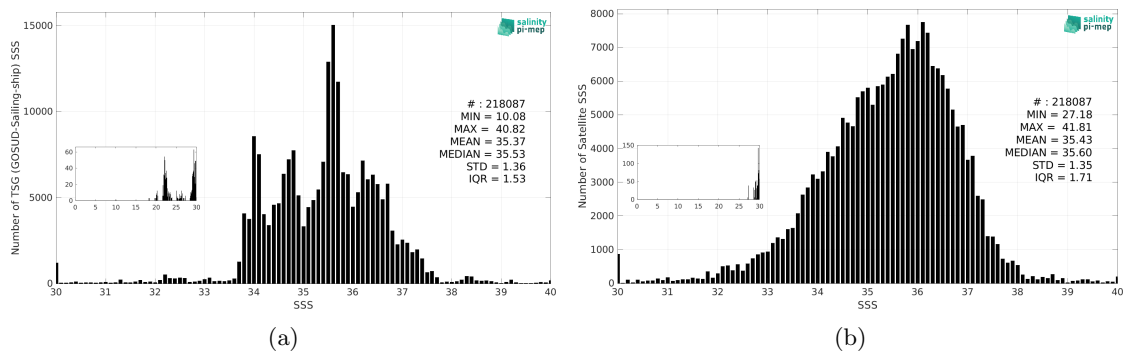 15000
10000
5000
0
Number of TSG (GOSUD-Sailing-ship) SSS
salinity
pi-mep
# : 218087
MIN = 10.08
MAX = 40.82
MEAN = 35.37
MEDIAN = 35.53
STD = 1.36
IQR = 1.53
60
40
20
0
0 5 10 15 20 25 30
30 31 32 33 34 35 36 37 38 39 40
SSS
(a)
8000
7000
6000
5000
4000
3000
2000
1000
0
Number of Satellite SSS
salinity
pi-mep
# : 218087
MIN = 27.18
MAX = 41.81
MEAN = 35.43
MEDIAN = 35.60
STD = 1.35
IQR = 1.71
150
100
50
0
0 5 10 15 20 25 30
30 31 32 33 34 35 36 37 38 39 40
SSS
(b)